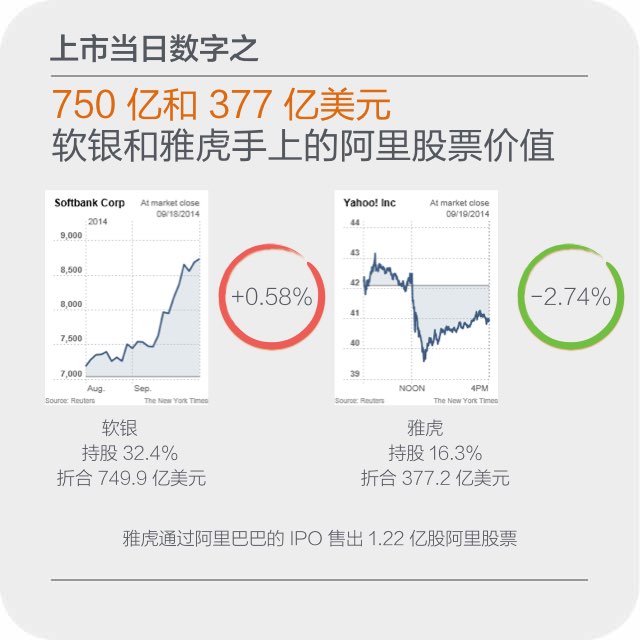 上市当日数字之
750 亿和 377 亿美元
软银和雅虎手上的阿里股票价值
Softbank Corp
At market close
09/18/2014
2014
9,000
8,500
8,000
7,500
7,000
Aug.
Sep.
Source: Reuters
The New York Times
+0.58%
Yahoo! Inc
At market close
09/19/2014
44
43
42
41
40
39
NOON
4PM
Source: Reuters
The New York Times
-2.74%
软银
持股 32.4%
折合 749.9 亿美元
雅虎
持股 16.3%
折合 377.2 亿美元
雅虎通过阿里巴巴的 IPO 售出 1.22 亿股阿里股票